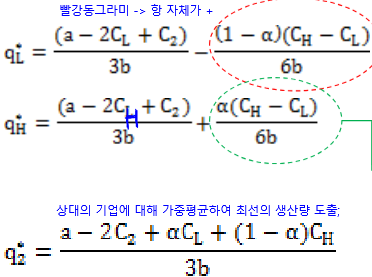 빨강동그라미 -> 항 자체가 +
q*L = (a − 2CL + C2)/3b − (1 − α)(CH − CL)/6b
q*H = (a − 2CH + C2)/3b + α(CH − CL)/6b
상대의 기업에 대해 가중평균하여 최선의 생산량 도출;
q*2 = a − 2C2 + αCL + (1 − α)CH/3b